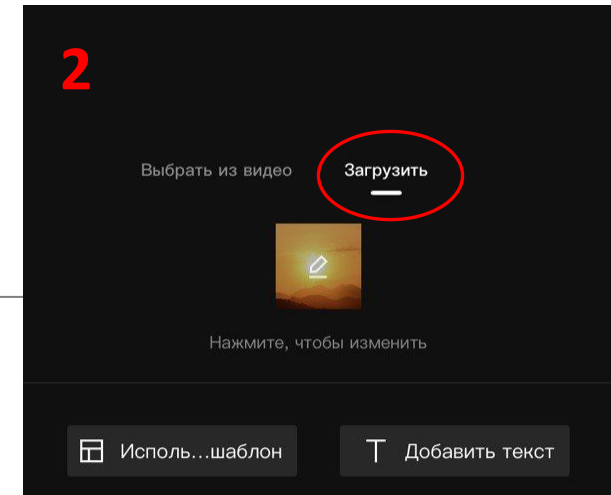 2
Выбрать из видео Загрузить
Нажмите, чтобы изменить
Исполь...шаблон Добавить текст